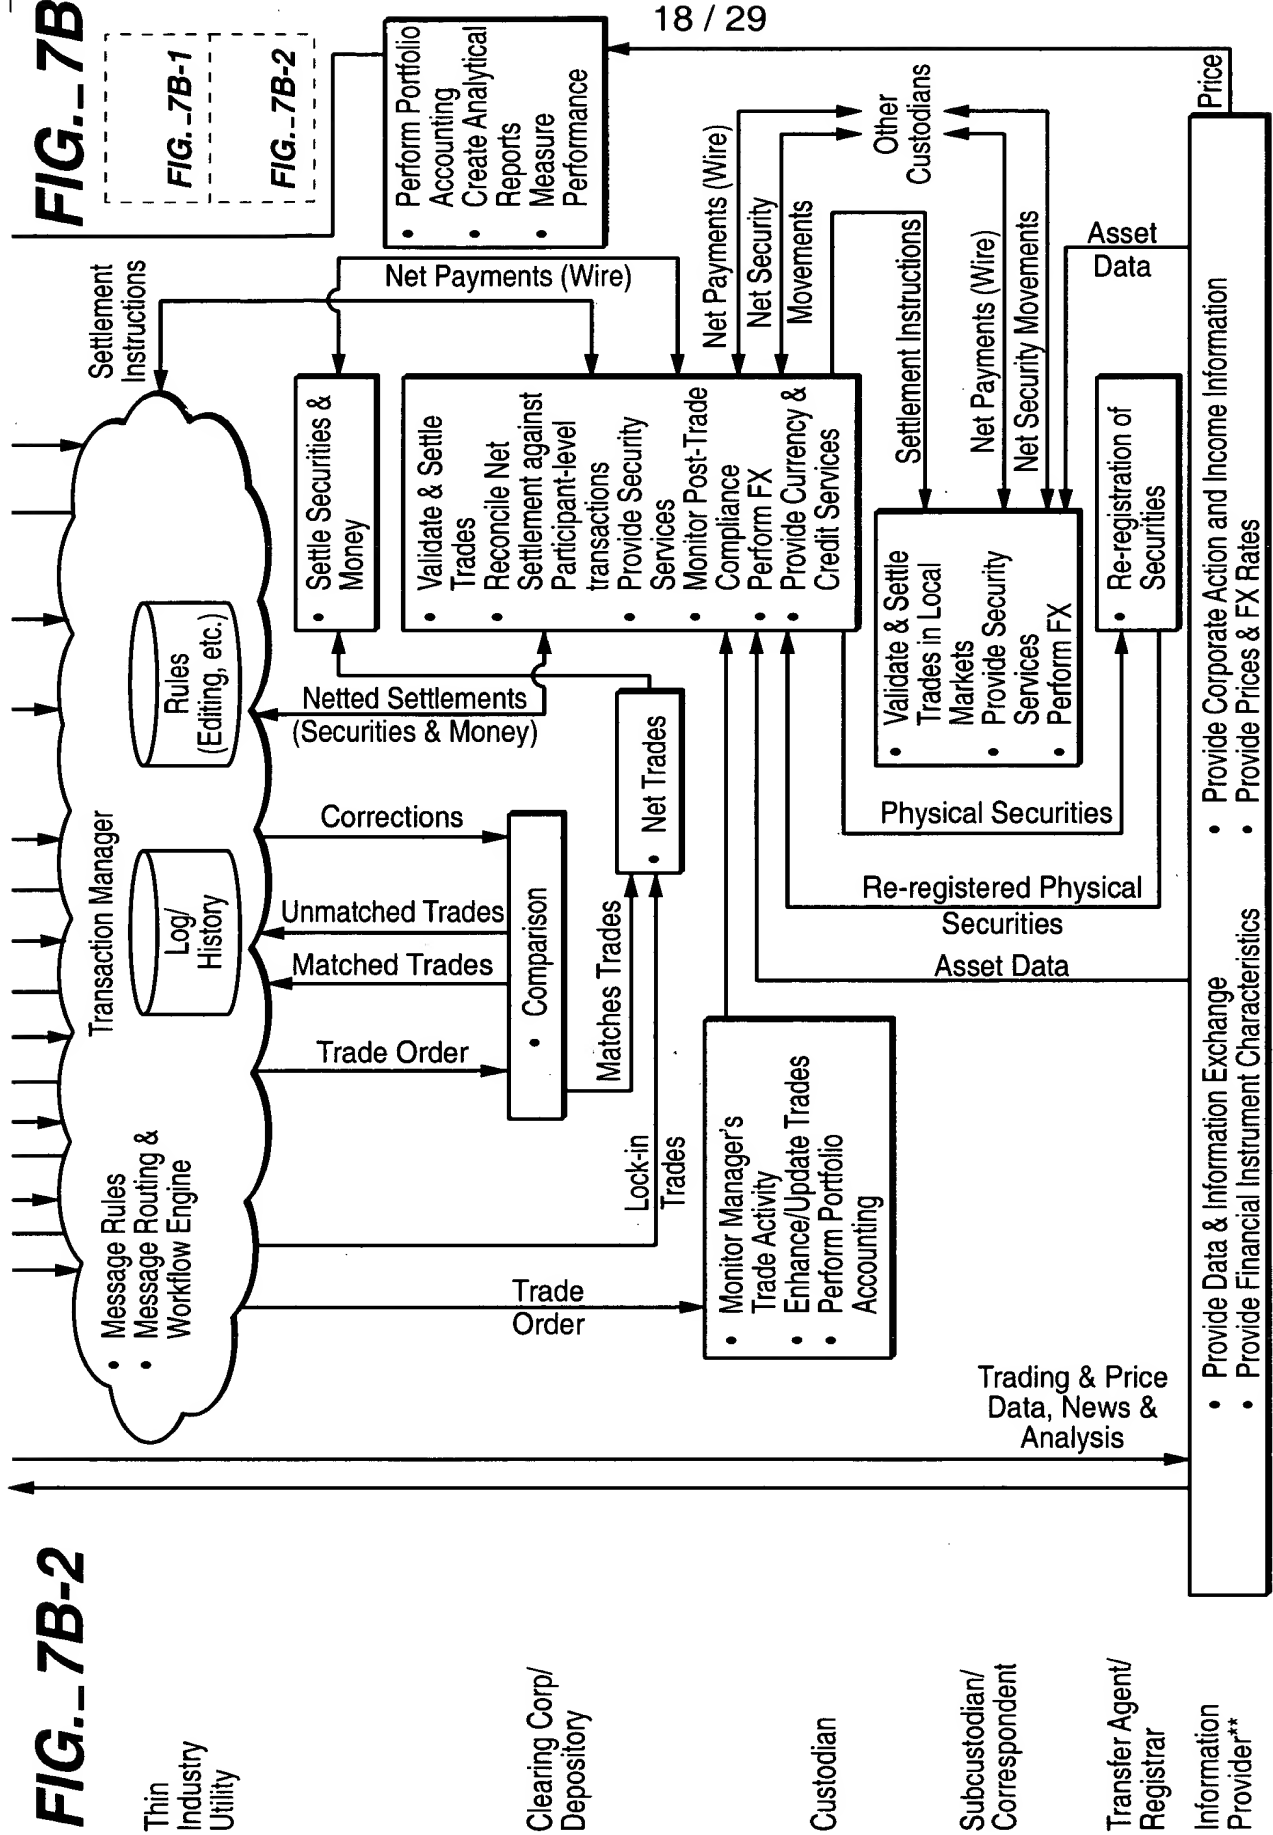 18 / 29
FIG._7B-2
FIG._7B
FIG._7B-1
FIG._7B-2
Thin
Industry
Utility
Clearing Corp/
Depository
Custodian
Subcustodian/
Correspondent
Transfer Agent/
Registrar
Information
Provider**
Transaction Manager
• Message Rules
• Message Routing &
Workflow Engine
Log/
History
Rules
(Editing, etc.)
Settlement
Instructions
Trade
Order
Trade Order
Matched Trades
Unmatched Trades
Corrections
Netted Settlements
(Securities & Money)
• Comparison
Matches Trades
Lock-in
Trades
• Net Trades
• Settle Securities &
Money
Net Payments (Wire)
• Perform Portfolio
Accounting
• Create Analytical
Reports
• Measure
Performance
• Validate & Settle
Trades
• Reconcile Net
Settlement against
Participant-level
transactions
• Provide Security
Services
• Monitor Post-Trade
Compliance
• Perform FX
• Provide Currency &
Credit Services
• Monitor Manager's
Trade Activity
• Enhance/Update Trades
• Perform Portfolio
Accounting
Net Payments (Wire)
Net Security
Movements
Other
Custodians
Settlement Instructions
Net Payments (Wire)
Net Security Movements
Asset
Data
• Validate & Settle
Trades in Local
Markets
• Provide Security
Services
• Perform FX
Physical Securities
Re-registered Physical
Securities
Asset Data
• Re-registration of
Securities
Trading & Price
Data, News &
Analysis
Price
• Provide Data & Information Exchange
• Provide Financial Instrument Characteristics
• Provide Corporate Action and Income Information
• Provide Prices & FX Rates